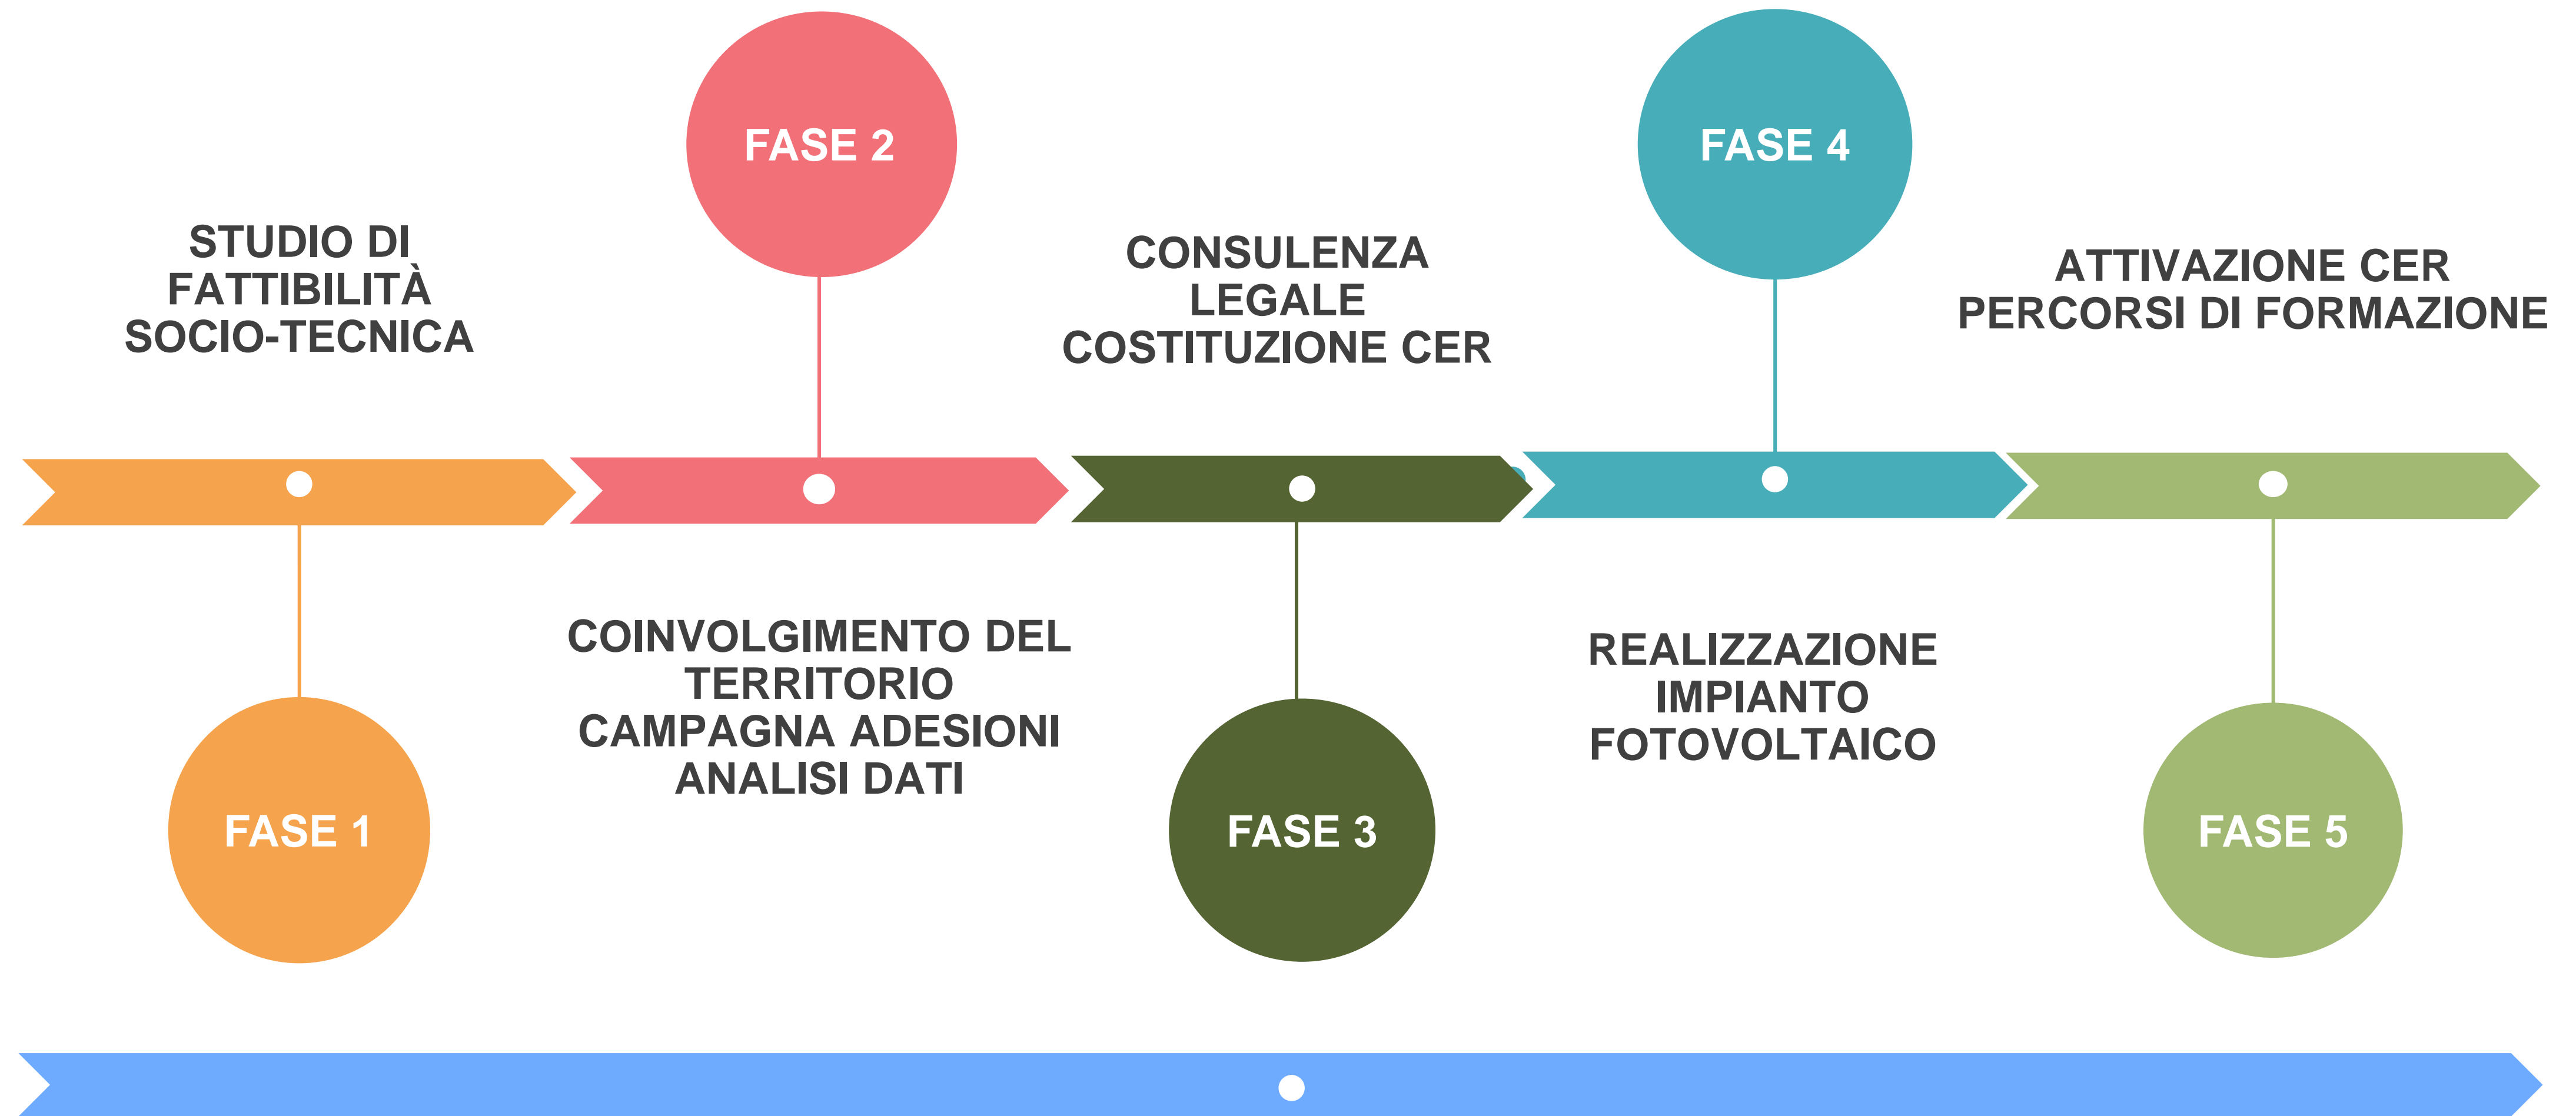 FASE 1
STUDIO DI
FATTIBILITÀ
SOCIO-TECNICA
FASE 2
COINVOLGIMENTO DEL
TERRITORIO
CAMPAGNA ADESIONI
ANALISI DATI
FASE 3
CONSULENZA
LEGALE
COSTITUZIONE CER
FASE 4
REALIZZAZIONE
IMPIANTO
FOTOVOLTAICO
FASE 5
ATTIVAZIONE CER
PERCORSI DI FORMAZIONE